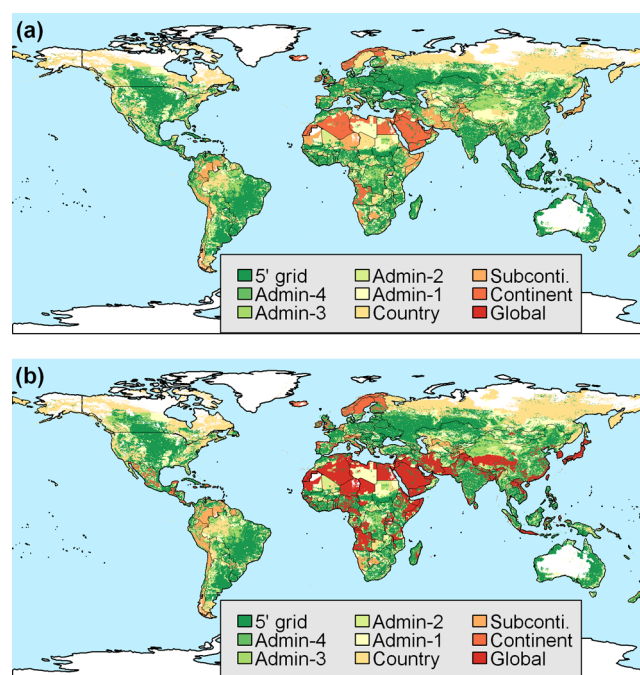 (a)
5' grid Admin-2 Subconti.
Admin-4 Admin-1 Continent
Admin-3 Country Global
(b)
5' grid Admin-2 Subconti.
Admin-4 Admin-1 Continent
Admin-3 Country Global